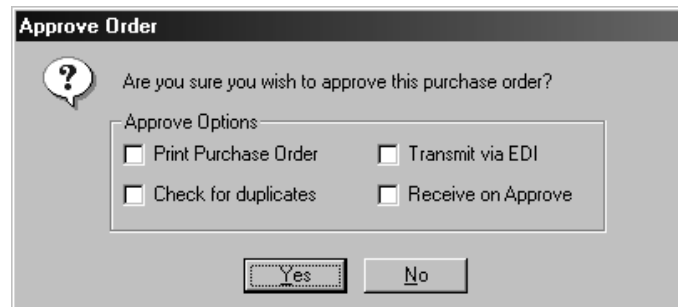 Approve Order
?
Are you sure you wish to approve this purchase order?
Approve Options
Print Purchase Order
Transmit via EDI
Check for duplicates
Receive on Approve
Yes
No